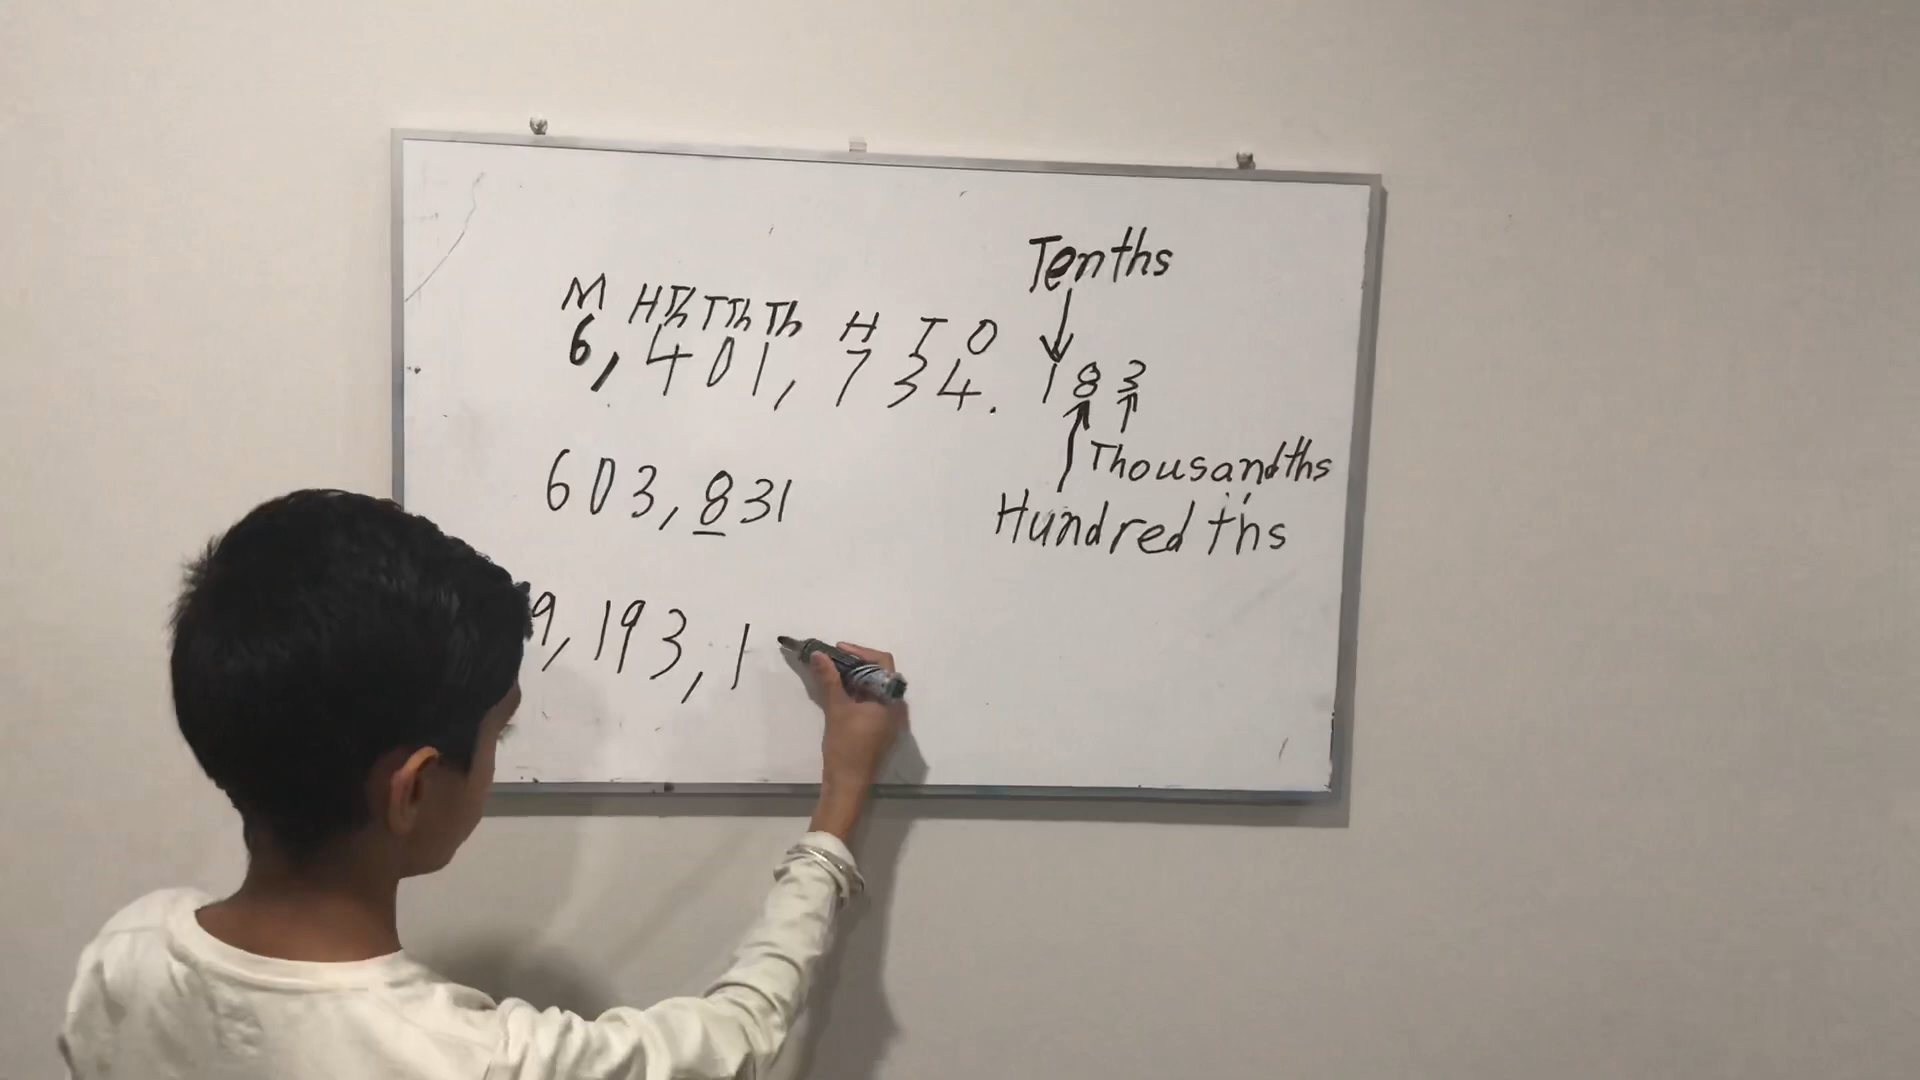 Tenths
M HTh TTh Th H T O
6,401,734.183
Thousandths
603,831
Hundredths
9,193,1